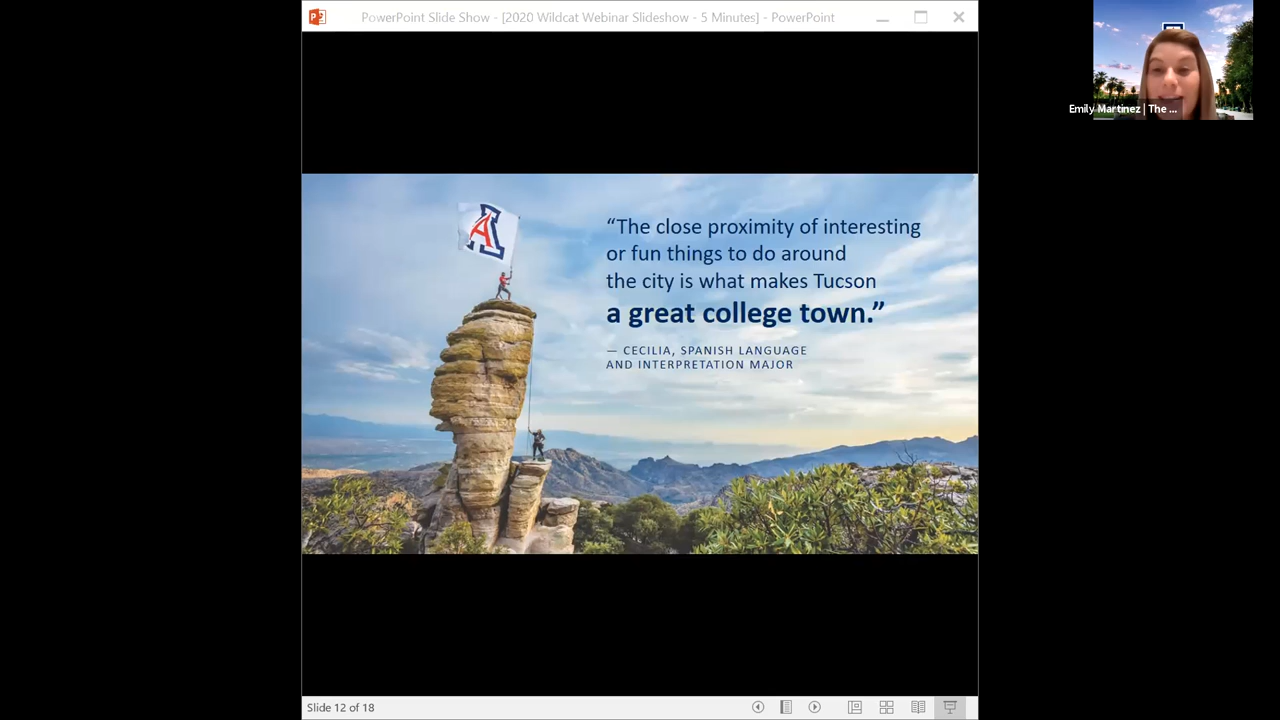 PowerPoint Slide Show - [2020 Wildcat Webinar Slideshow - 5 Minutes] - PowerPoint
Emily Martinez | The ...
A
“The close proximity of interesting
or fun things to do around
the city is what makes Tucson
a great college town.”
— CECILIA, SPANISH LANGUAGE
AND INTERPRETATION MAJOR
Slide 12 of 18